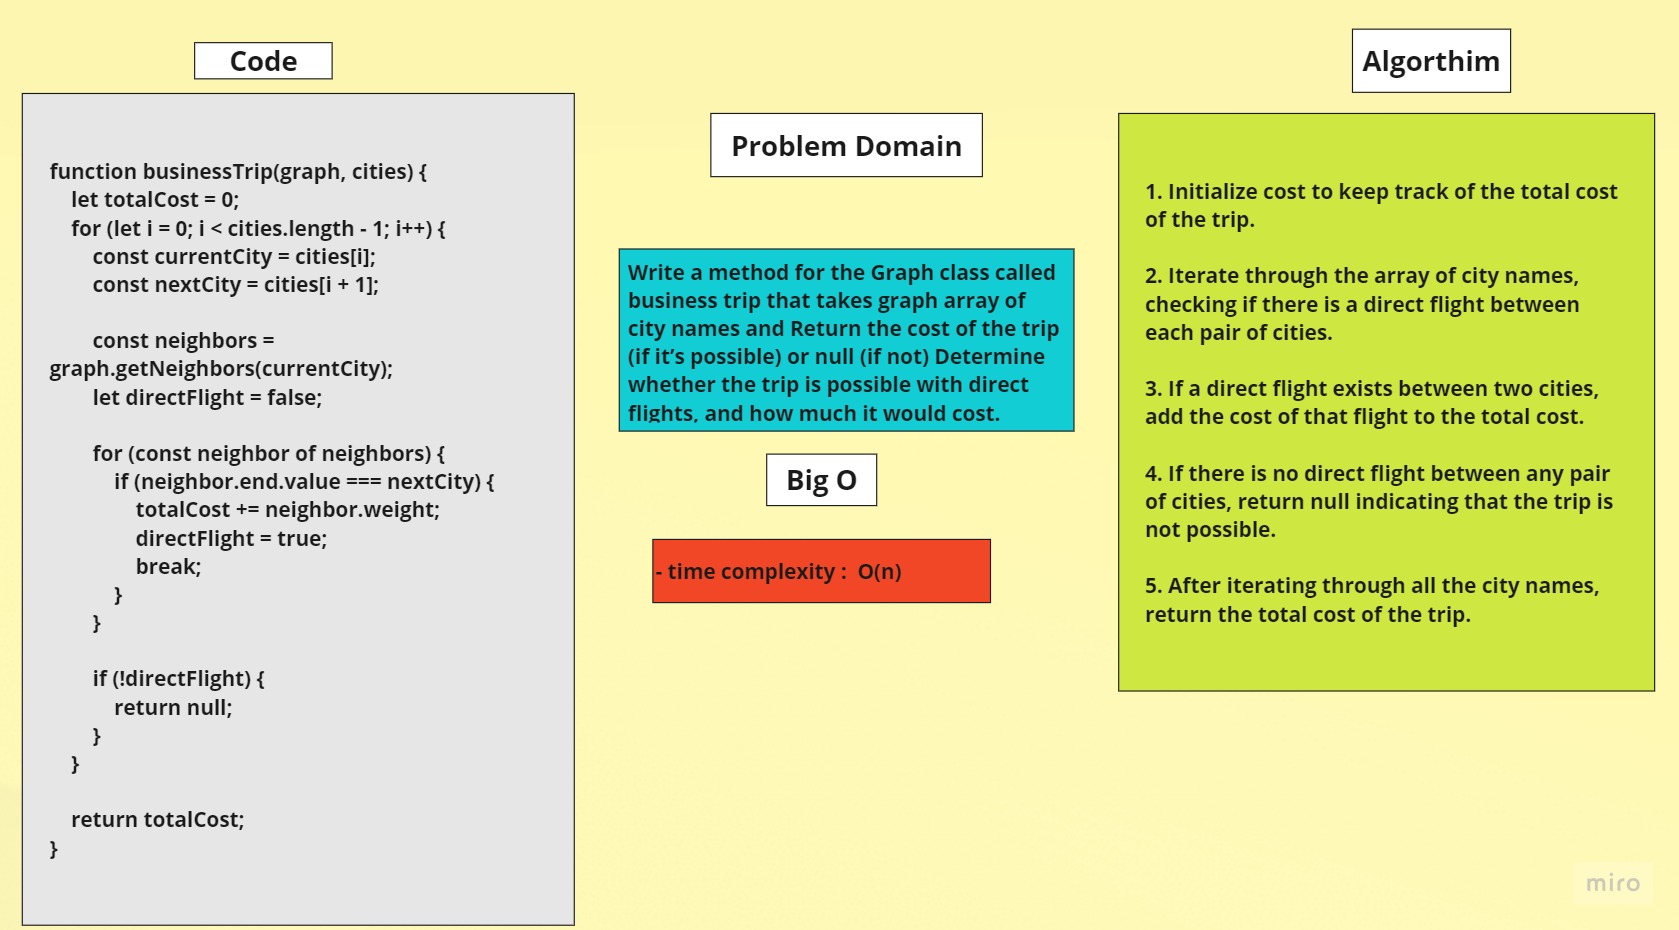 Code
function businessTrip(graph, cities) {
let totalCost = 0;
for (let i = 0; i < cities.length - 1; i++) {
const currentCity = cities[i];
const nextCity = cities[i + 1];
const neighbors =
graph.getNeighbors(currentCity);
let directFlight = false;
for (const neighbor of neighbors) {
if (neighbor.end.value === nextCity) {
totalCost += neighbor.weight;
directFlight = true;
break;
}
}
if (!directFlight) {
return null;
}
}
return totalCost;
}
Problem Domain
Write a method for the Graph class called
business trip that takes graph array of
city names and Return the cost of the trip
(if it’s possible) or null (if not) Determine
whether the trip is possible with direct
flights, and how much it would cost.
Big O
- time complexity :  O(n)
Algorthim
1. Initialize cost to keep track of the total cost
of the trip.
2. Iterate through the array of city names,
checking if there is a direct flight between
each pair of cities.
3. If a direct flight exists between two cities,
add the cost of that flight to the total cost.
4. If there is no direct flight between any pair
of cities, return null indicating that the trip is
not possible.
5. After iterating through all the city names,
return the total cost of the trip.
miro